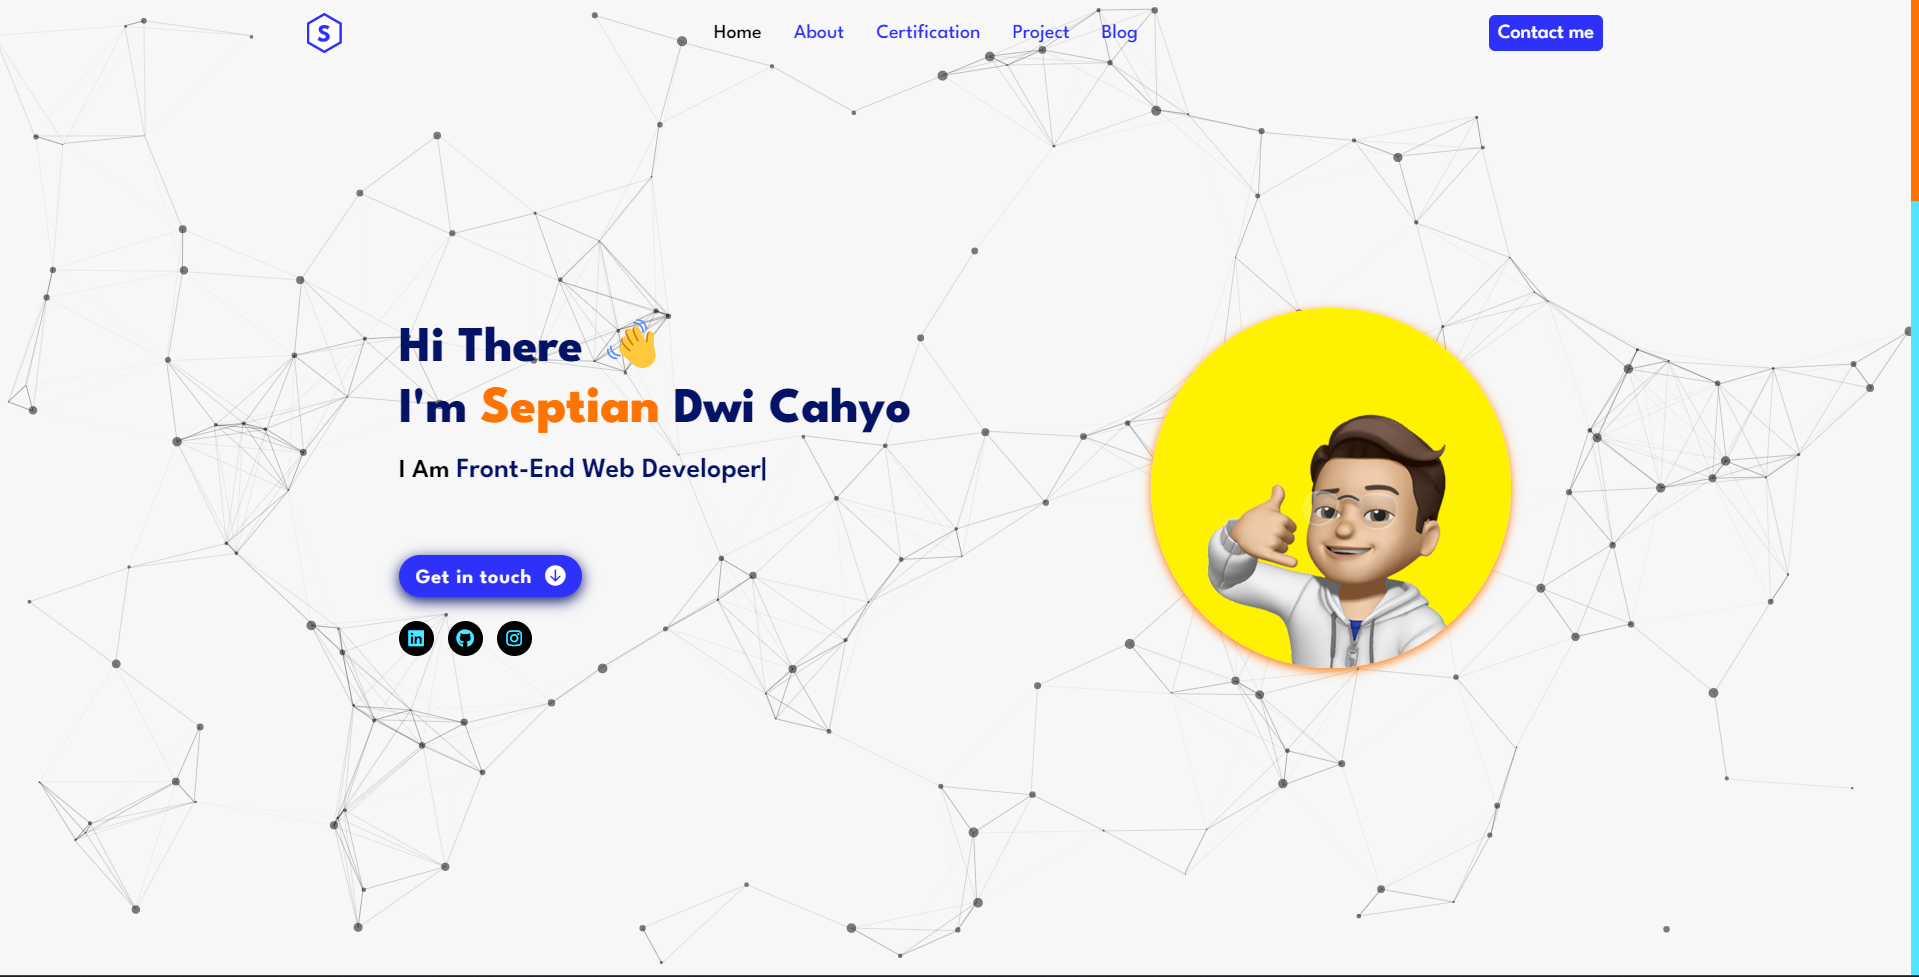 S
Home About Certification Project Blog
Contact me
Hi There
I'm Septian Dwi Cahyo
I Am Front-End Web Developer|
Get in touch
in